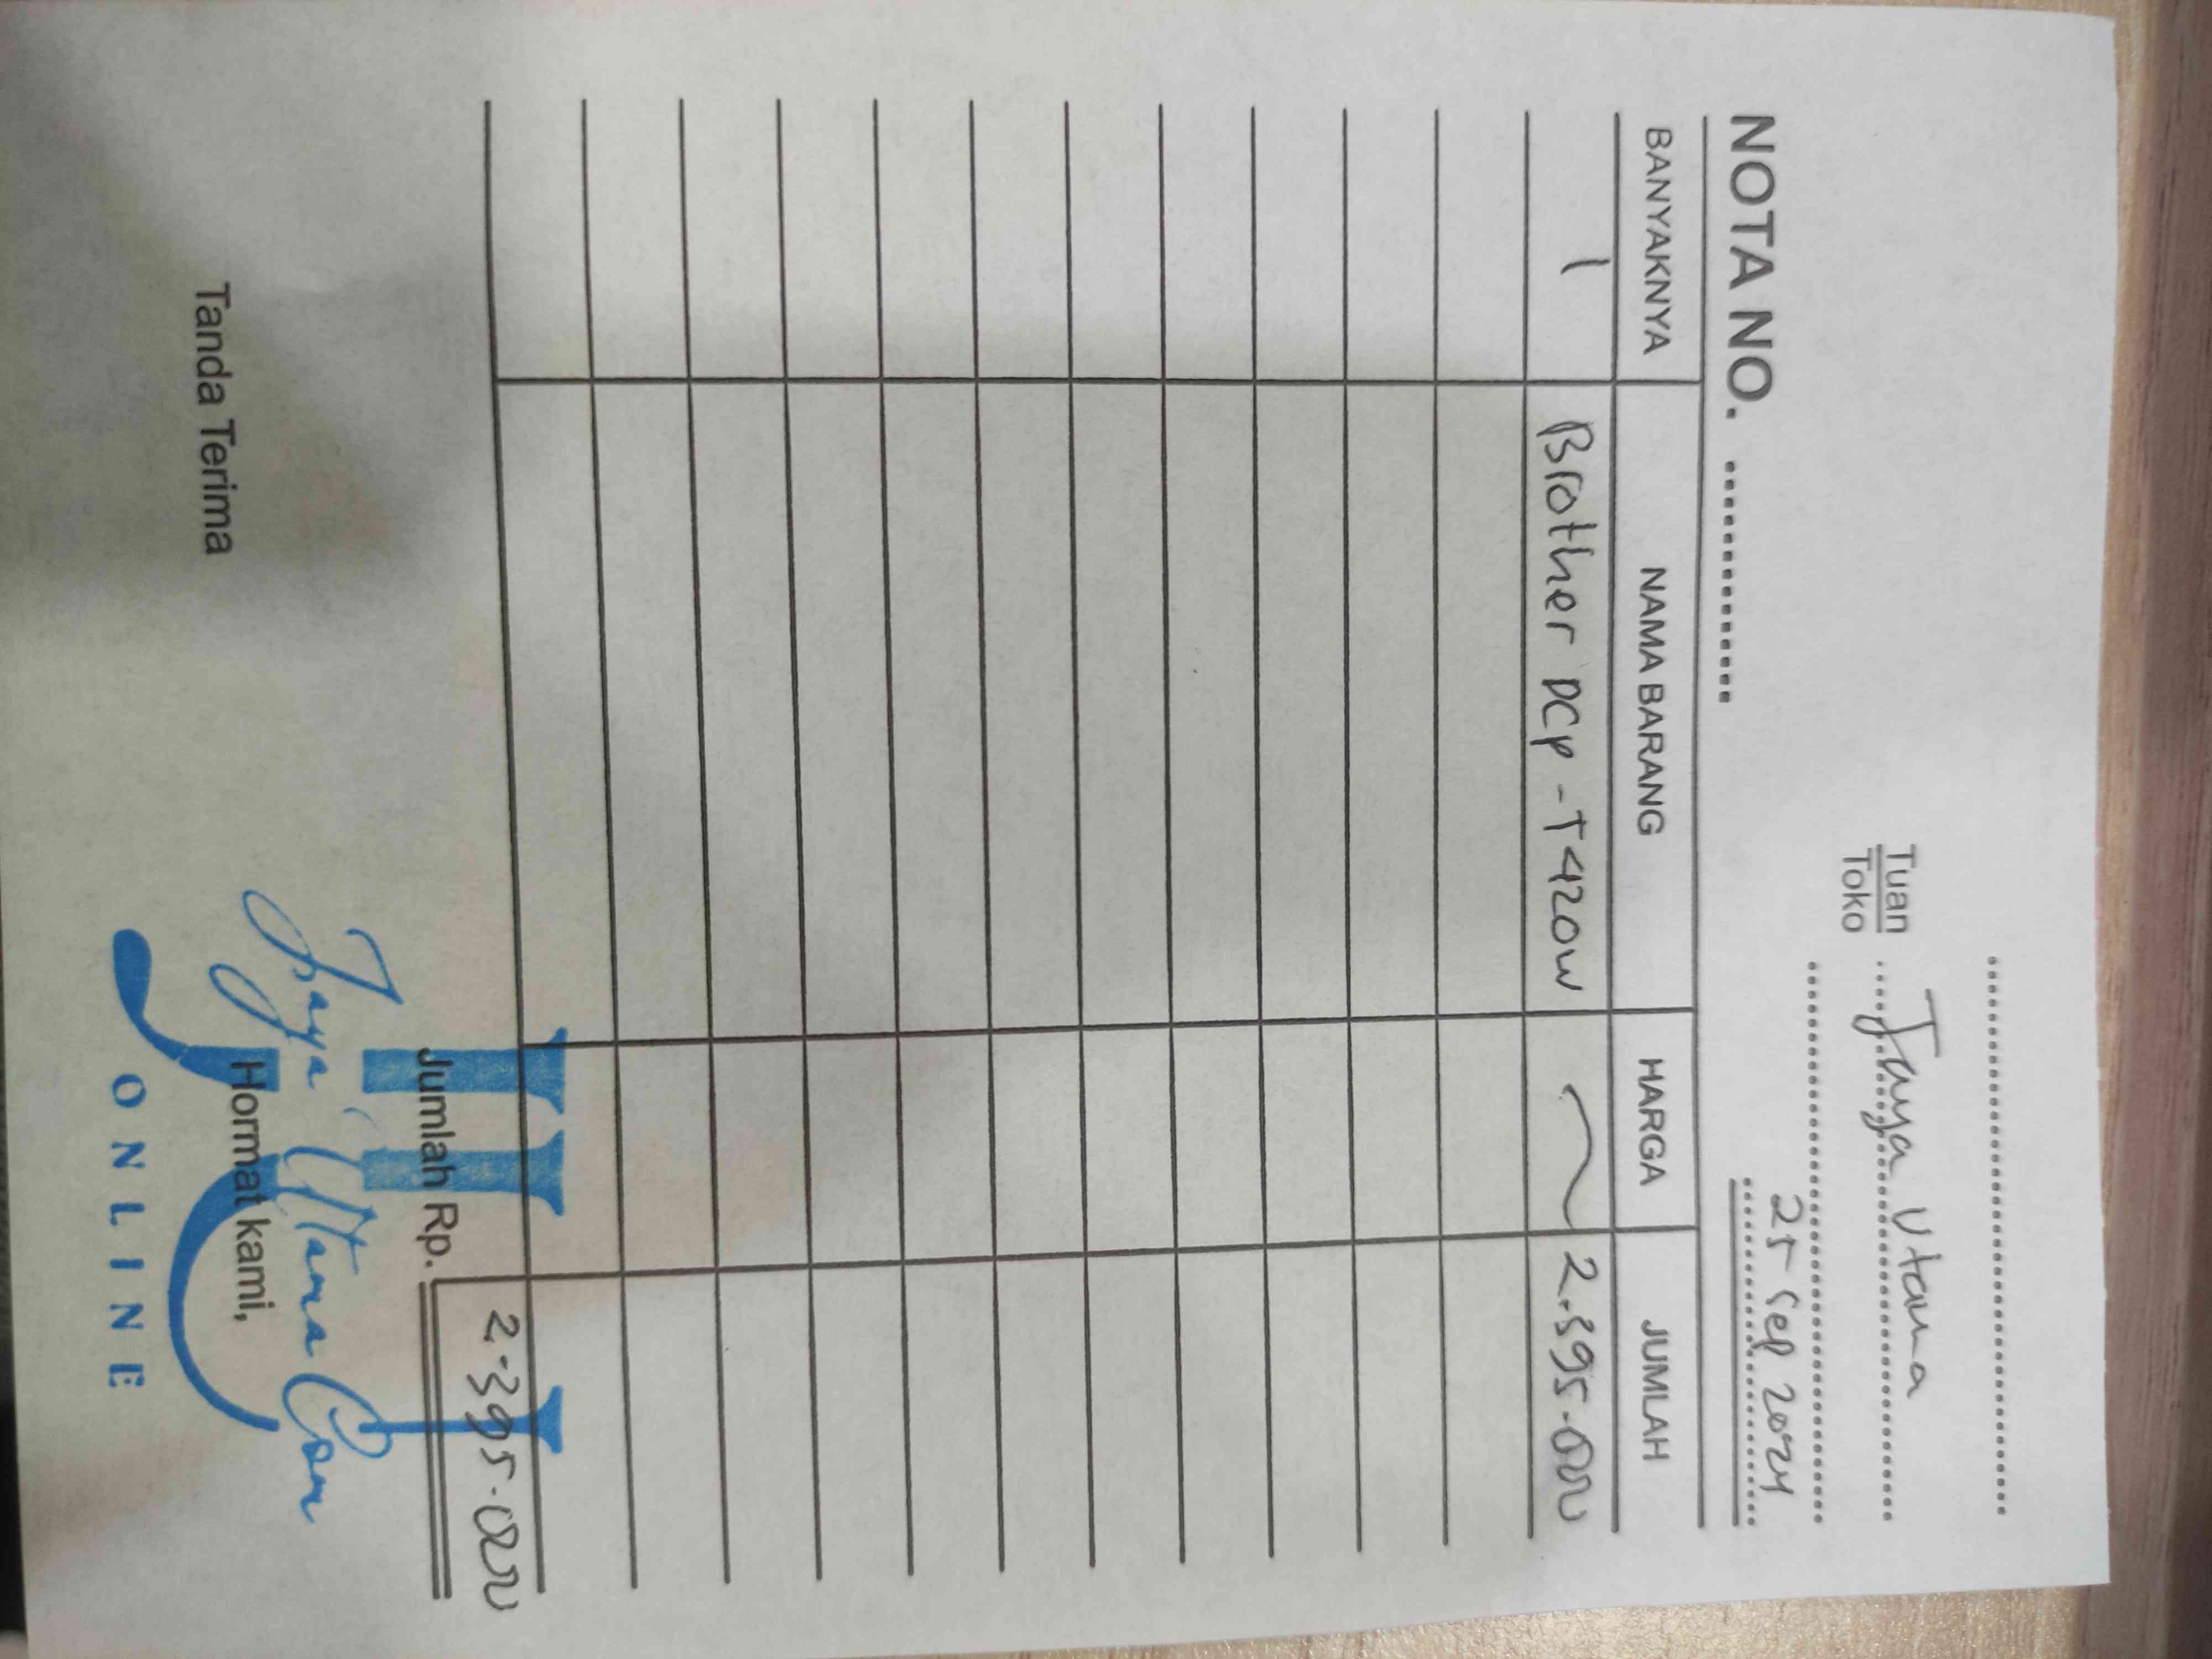 25 Sep 2024
Tuan
Toko
Jaya Utama
NOTA NO.
BANYAKNYA NAMA BARANG HARGA JUMLAH
1 Brother DCP-T420W 2.395.000
Jumlah Rp. 2.395.000
Tanda Terima Hormat kami,
JUC
Jaya Utama Com
ONLINE